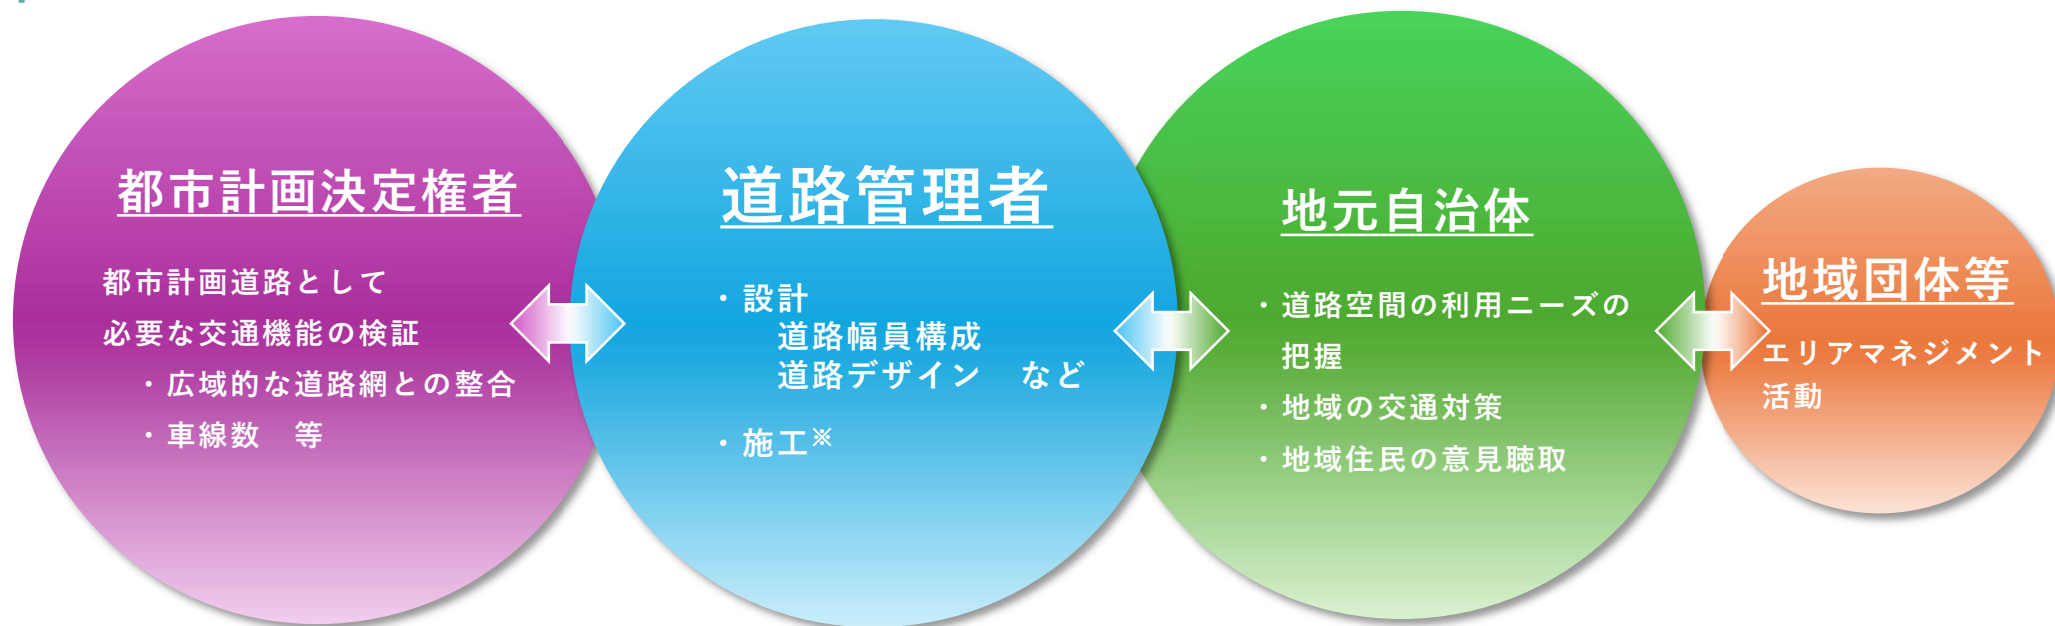 都市計画決定権者
都市計画道路として
必要な交通機能の検証
・広域的な道路網との整合
・車線数　等
道路管理者
・設計
道路幅員構成
道路デザイン　など
・施工※
地元自治体
・道路空間の利用ニーズの
把握
・地域の交通対策
・地域住民の意見聴取
地域団体等
エリアマネジメント
活動